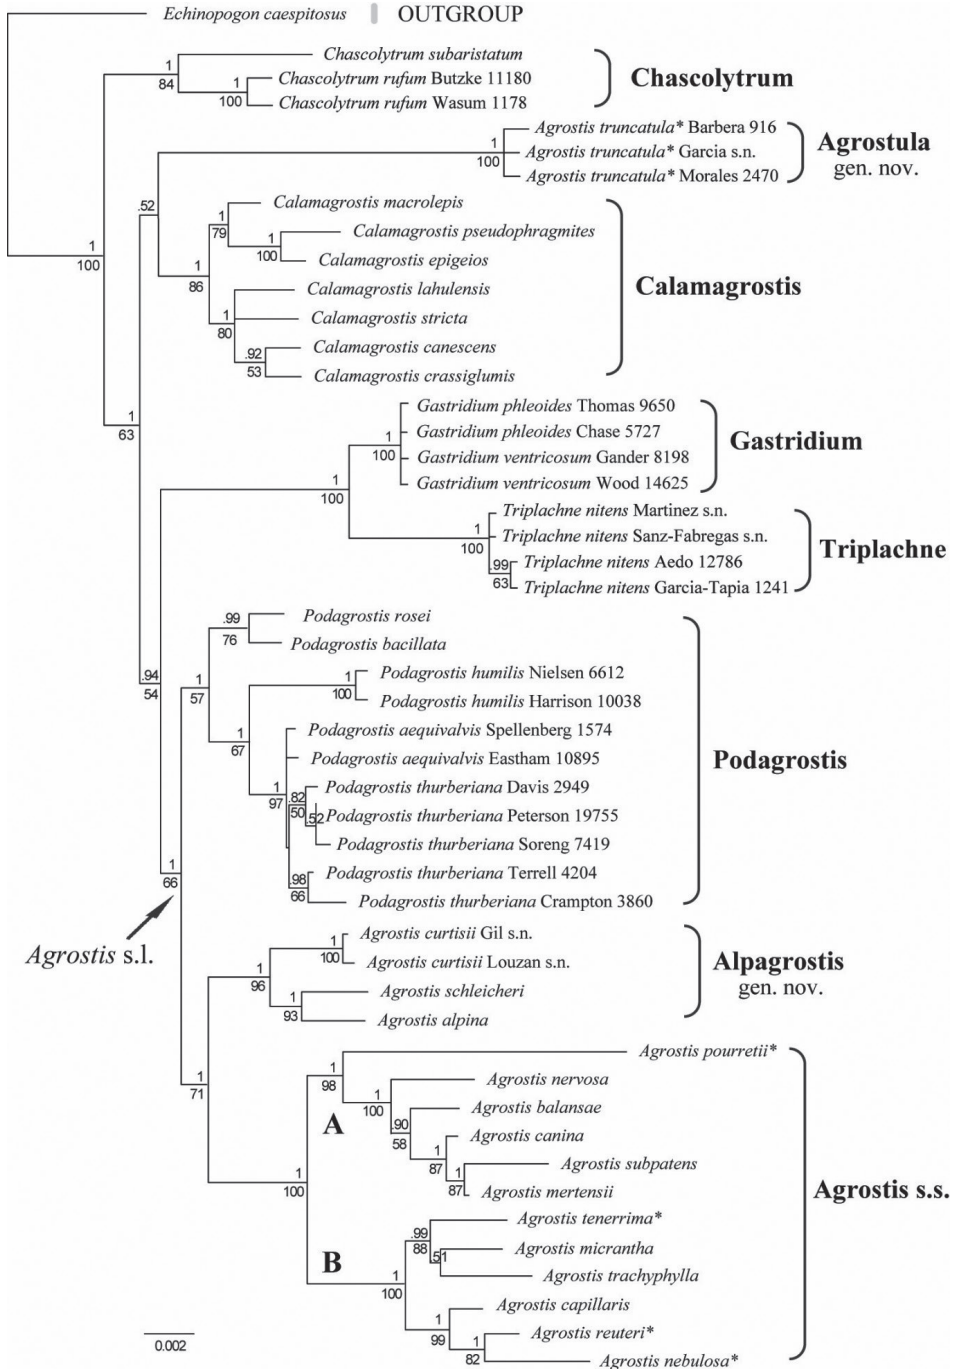 Echinopogon caespitosus OUTGROUP
Chascolytrum subaristatum
1
84
Chascolytrum rufum Butzke 11180
1
100
Chascolytrum rufum Wasum 1178
Chascolytrum
Agrostis truncatula* Barbera 916
1
100
Agrostis truncatula* Garcia s.n.
Agrostis truncatula* Morales 2470
Agrostula
gen. nov.
.52
1
100
Calamagrostis macrolepis
1
79
Calamagrostis pseudophragmites
1
100
Calamagrostis epigeios
1
86
Calamagrostis lahulensis
1
80
Calamagrostis stricta
Calamagrostis canescens
.92
53
Calamagrostis crassiglumis
Calamagrostis
1
63
Gastridium phleoides Thomas 9650
Gastridium phleoides Chase 5727
1
100
Gastridium ventricosum Gander 8198
Gastridium ventricosum Wood 14625
Gastridium
1
100
Triplachne nitens Martinez s.n.
1
100
Triplachne nitens Sanz-Fabregas s.n.
Triplachne nitens Aedo 12786
.99
63
Triplachne nitens Garcia-Tapia 1241
Triplachne
.94
54
Podagrostis rosei
.99
76
Podagrostis bacillata
1
57
Podagrostis humilis Nielsen 6612
1
100
Podagrostis humilis Harrison 10038
1
67
Podagrostis aequivalvis Spellenberg 1574
Podagrostis aequivalvis Eastham 10895
1
97
Podagrostis thurberiana Davis 2949
.82
50
.52
Podagrostis thurberiana Peterson 19755
Podagrostis thurberiana Soreng 7419
Podagrostis thurberiana Terrell 4204
.98
66
Podagrostis thurberiana Crampton 3860
Podagrostis
1
66
Agrostis s.l.
Agrostis curtisii Gil s.n.
1
100
Agrostis curtisii Louzan s.n.
1
96
Agrostis schleicheri
1
93
Agrostis alpina
Alpagrostis
gen. nov.
1
71
Agrostis pourretii*
1
98
Agrostis nervosa
1
100
A
Agrostis balansae
.90
58
Agrostis canina
1
87
Agrostis subpatens
1
87
Agrostis mertensii
1
100
Agrostis s.s.
Agrostis tenerrima*
.99
88
Agrostis micrantha
.51
B
Agrostis trachyphylla
1
100
Agrostis capillaris
1
99
Agrostis reuteri*
1
82
Agrostis nebulosa*
0.002